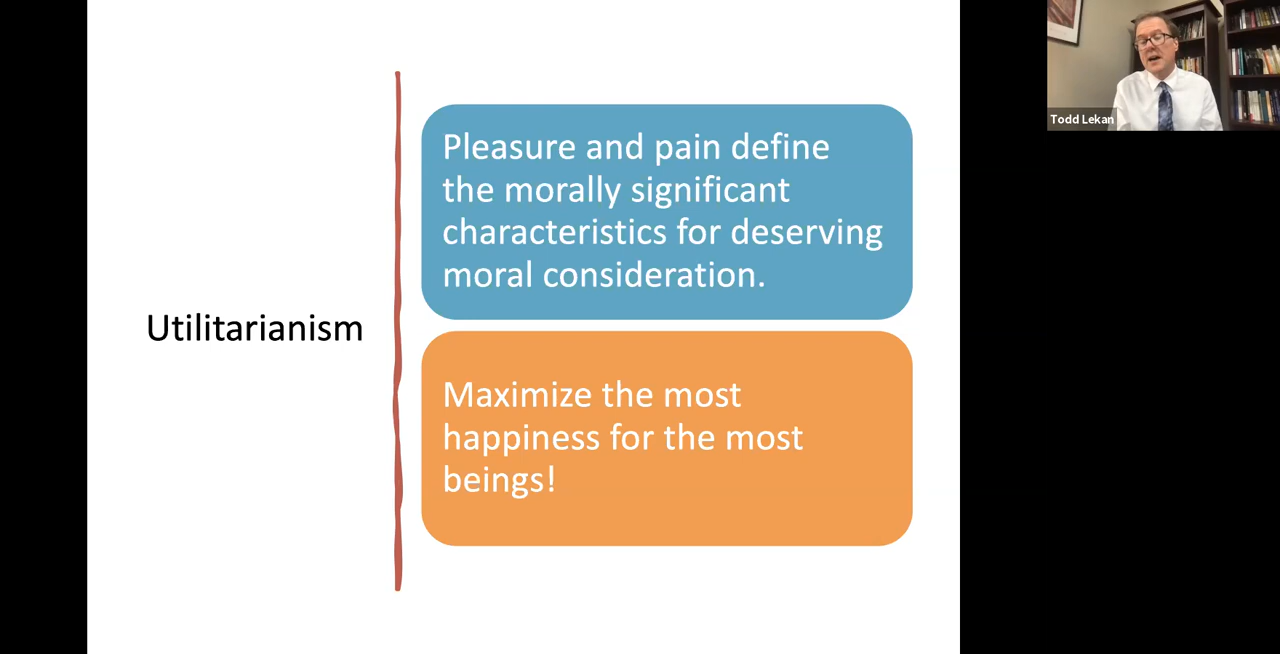 Utilitarianism
Pleasure and pain define
the morally significant
characteristics for deserving
moral consideration.
Maximize the most
happiness for the most
beings!
Todd Lekan